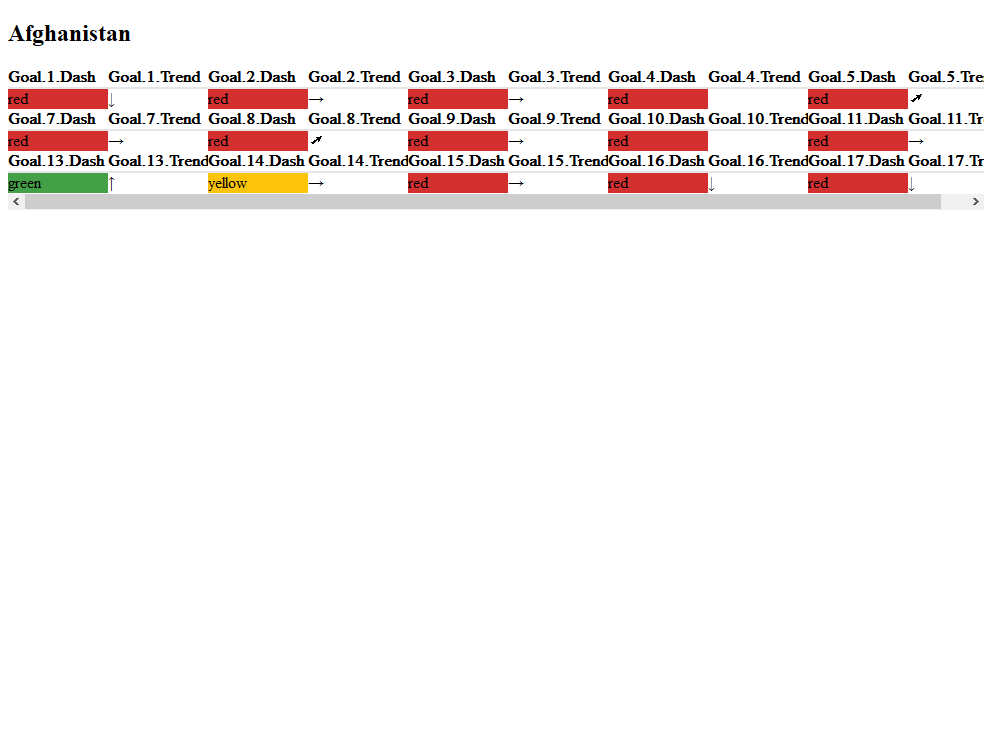 Afghanistan
Goal.1.Dash Goal.1.Trend Goal.2.Dash Goal.2.Trend Goal.3.Dash Goal.3.Trend Goal.4.Dash Goal.4.Trend Goal.5.Dash Goal.5.Tre
red ↓ red → red → red red ↗
Goal.7.Dash Goal.7.Trend Goal.8.Dash Goal.8.Trend Goal.9.Dash Goal.9.Trend Goal.10.Dash Goal.10.Trend Goal.11.Dash Goal.11.Tr
red → red ↗ red → red red →
Goal.13.Dash Goal.13.Trend Goal.14.Dash Goal.14.Trend Goal.15.Dash Goal.15.Trend Goal.16.Dash Goal.16.Trend Goal.17.Dash Goal.17.Tr
green ↑ yellow → red → red ↓ red ↓